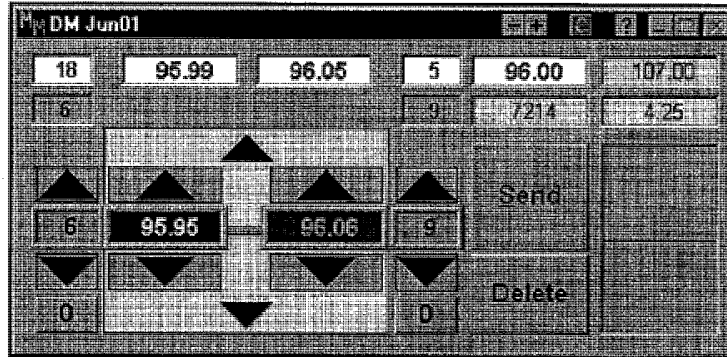 MM DM Jun01 - + C ?
18 95.99 96.05 5 96.00 107.00
6 9 7214 4.25
Send
6 95.95 96.06 9
Delete
0 0